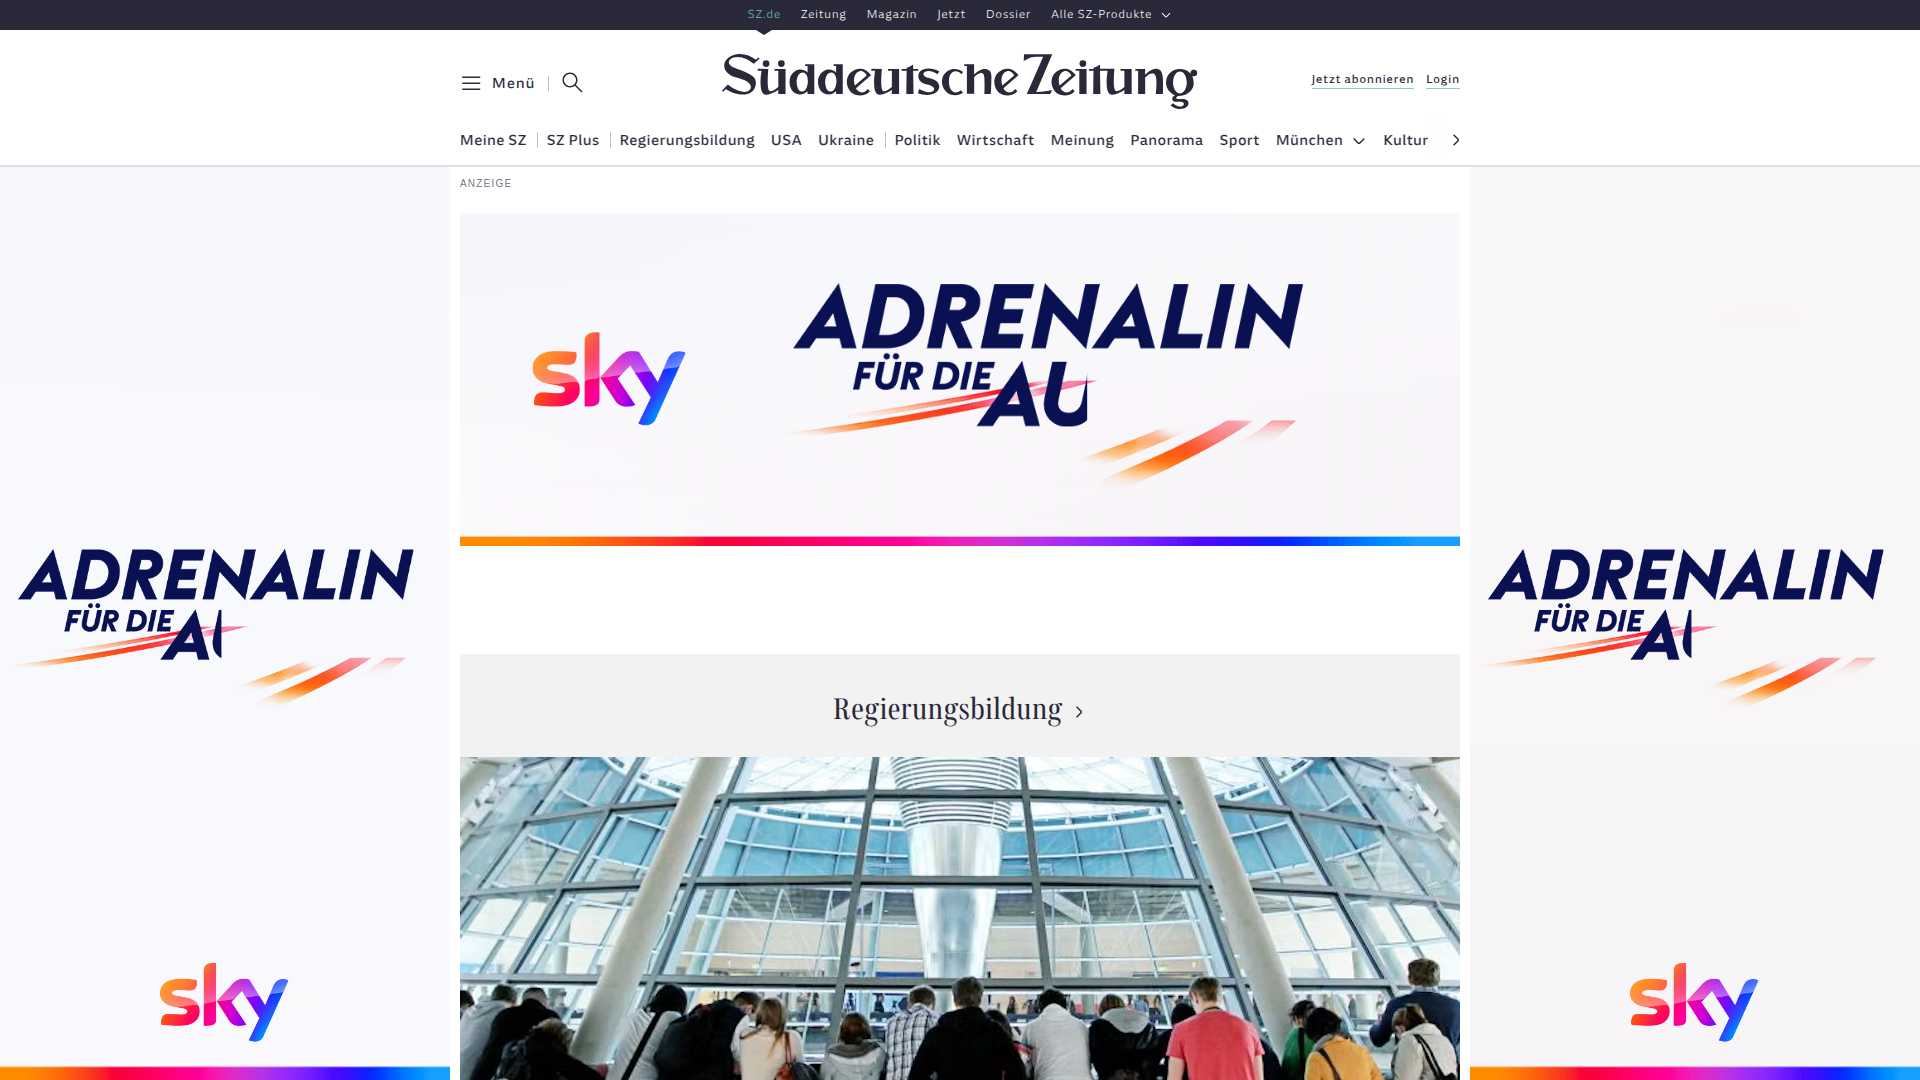 SZ.de Zeitung Magazin Jetzt Dossier Alle SZ-Produkte
Menü
Süddeutsche Zeitung
Jetzt abonnieren Login
Meine SZ SZ Plus Regierungsbildung USA Ukraine Politik Wirtschaft Meinung Panorama Sport München Kultur
ANZEIGE
sky
ADRENALIN
FÜR DIE AU
ADRENALIN
FÜR DIE
sky
ADRENALIN
FÜR DIE
sky
Regierungsbildung